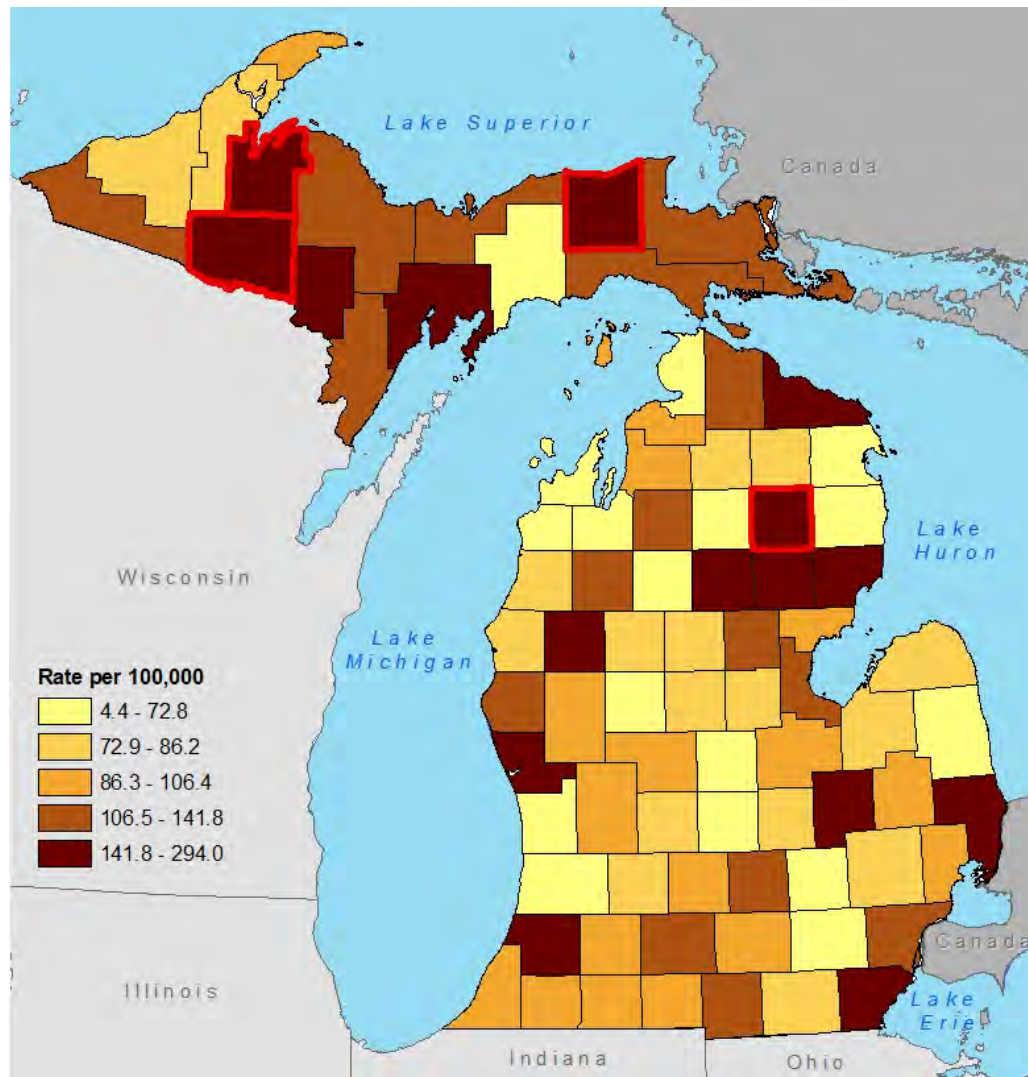 Lake Superior
Canada
Wisconsin
Lake
Michigan
Lake
Huron
Rate per 100,000
4.4 - 72.8
72.9 - 86.2
86.3 - 106.4
106.5 - 141.8
141.8 - 294.0
Canada
Illinois
Lake
Erie
Indiana
Ohio